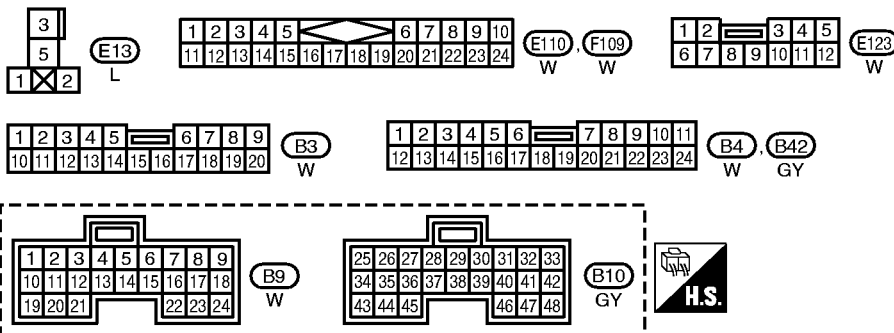 3
5
1 2
E13
L
1 2 3 4 5 6 7 8 9 10
11 12 13 14 15 16 17 18 19 20 21 22 23 24
E110 , F109
W W
1 2 3 4 5
6 7 8 9 10 11 12
E123
W
1 2 3 4 5 6 7 8 9
10 11 12 13 14 15 16 17 18 19 20
B3
W
1 2 3 4 5 6 7 8 9 10 11
12 13 14 15 16 17 18 19 20 21 22 23 24
B4 , B42
W GY
1 2 3 4 5 6 7 8 9
10 11 12 13 14 15 16 17 18
19 20 21 22 23 24
B9
W
25 26 27 28 29 30 31 32 33
34 35 36 37 38 39 40 41 42
43 44 45 46 47 48
B10
GY
H.S.